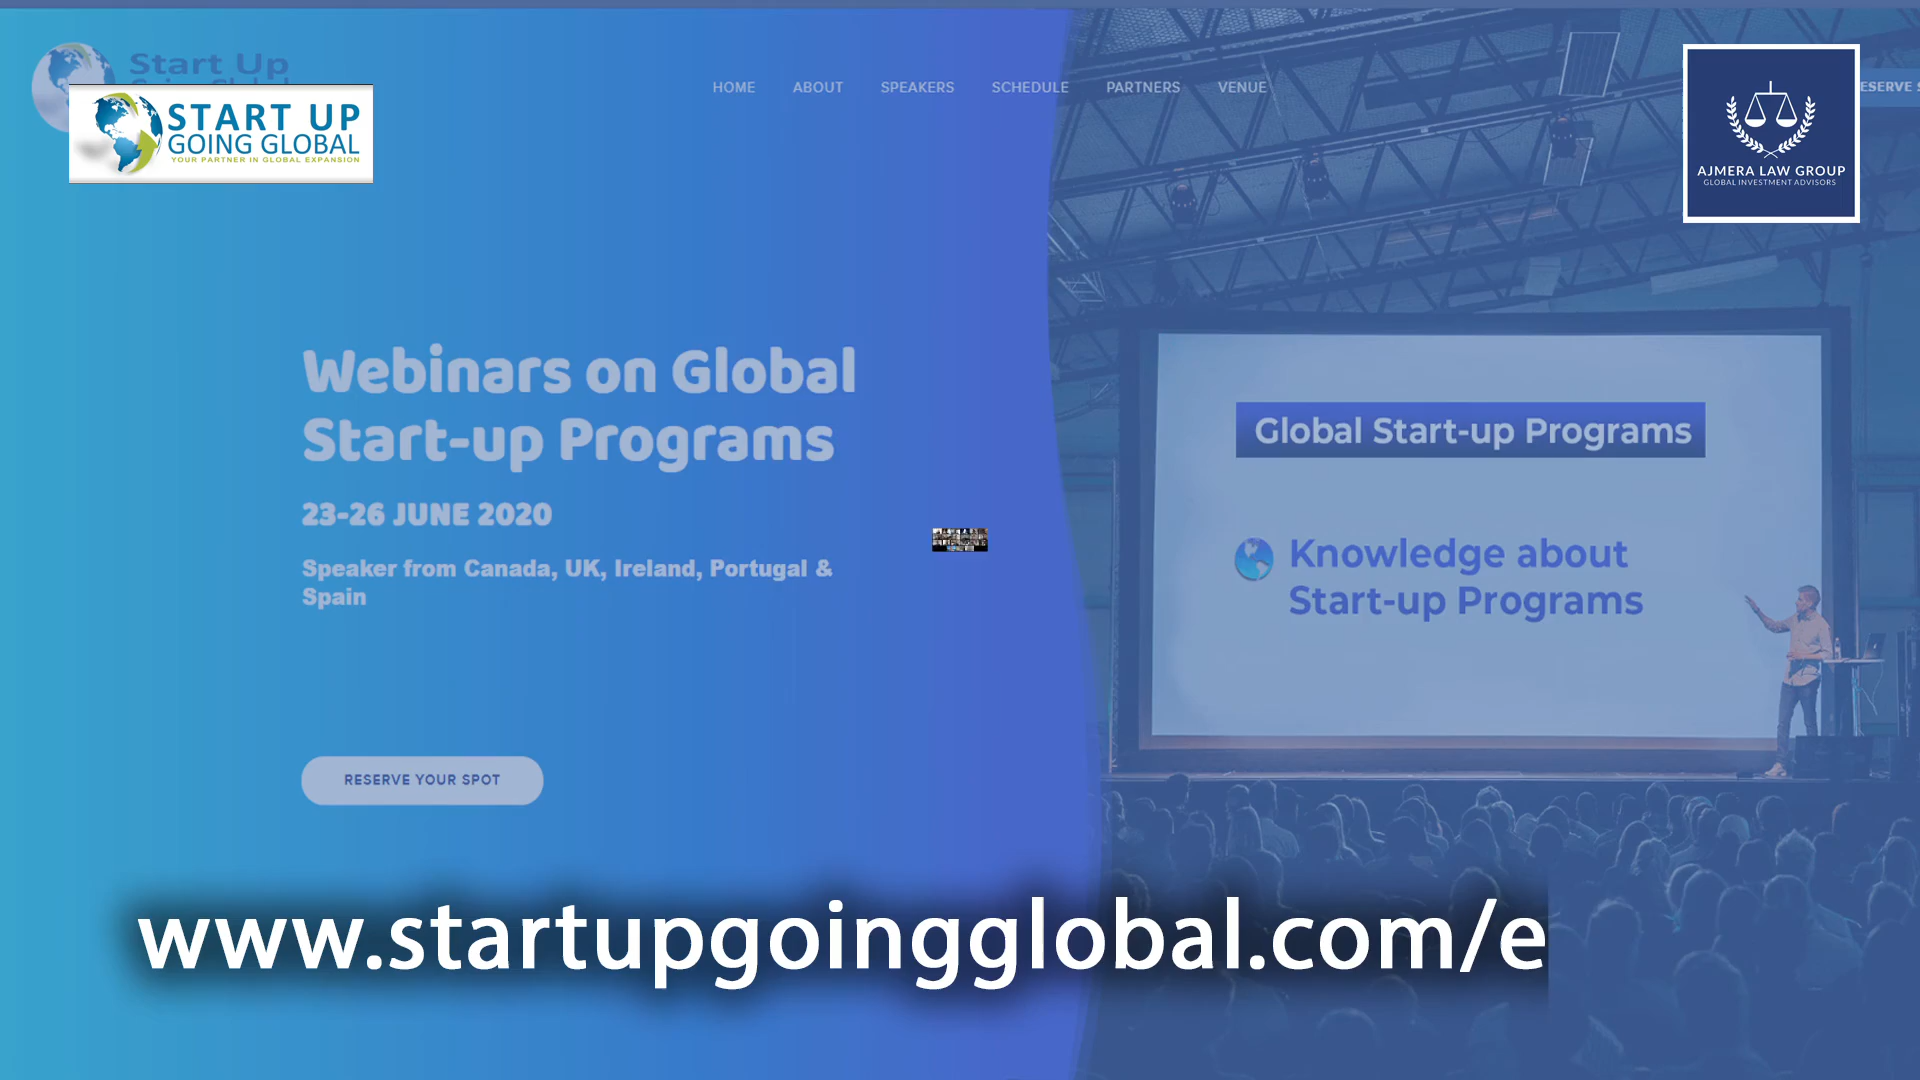 Start Up
START UP
GOING GLOBAL
YOUR PARTNER IN GLOBAL EXPANSION
HOME ABOUT SPEAKERS SCHEDULE PARTNERS VENUE
ESERVE S
AJMERA LAW GROUP
GLOBAL INVESTMENT ADVISORS
Webinars on Global
Start-up Programs
23-26 JUNE 2020
Speaker from Canada, UK, Ireland, Portugal &
Spain
RESERVE YOUR SPOT
Global Start-up Programs
Knowledge about
Start-up Programs
www.startupgoingglobal.com/e